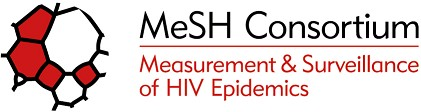 MeSH Consortium
Measurement & Surveillance
of HIV Epidemics